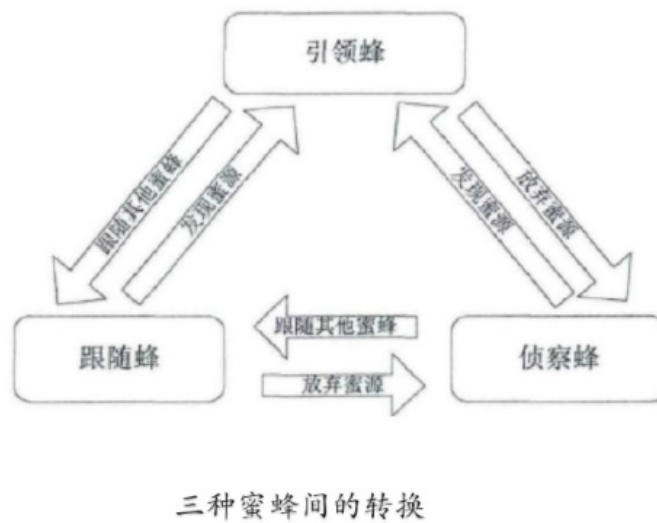 引领蜂
跟随其他蜜蜂
发现蜜源
发现蜜源
放弃蜜源
跟随蜂
跟随其他蜜蜂
放弃蜜源
侦察蜂
三种蜜蜂间的转换